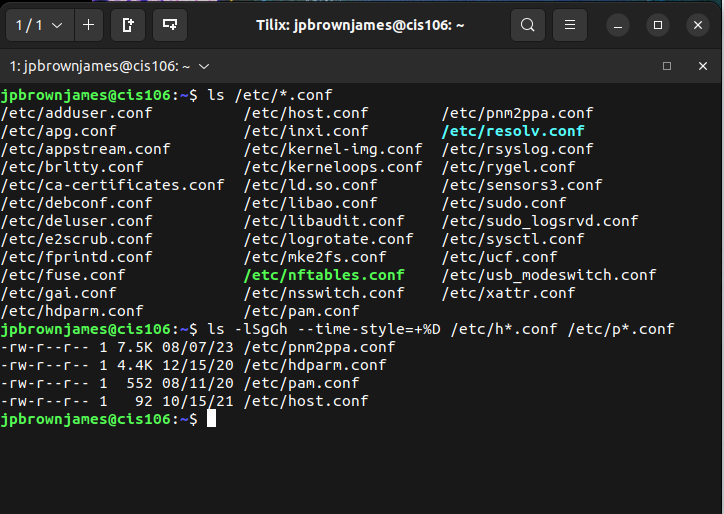 1 / 1 Tilix: jpbrownjames@cis106: ~
1: jpbrownjames@cis106: ~
jpbrownjames@cis106:~$ ls /etc/*.conf
/etc/adduser.conf /etc/host.conf /etc/pnm2ppa.conf
/etc/apg.conf /etc/inxi.conf /etc/resolv.conf
/etc/appstream.conf /etc/kernel-img.conf /etc/rsyslog.conf
/etc/brltty.conf /etc/kerneloops.conf /etc/rygel.conf
/etc/ca-certificates.conf /etc/ld.so.conf /etc/sensors3.conf
/etc/debconf.conf /etc/libao.conf /etc/sudo.conf
/etc/deluser.conf /etc/libaudit.conf /etc/sudo_logsrvd.conf
/etc/e2scrub.conf /etc/logrotate.conf /etc/sysctl.conf
/etc/fprintd.conf /etc/mke2fs.conf /etc/ucf.conf
/etc/fuse.conf /etc/nftables.conf /etc/usb_modeswitch.conf
/etc/gai.conf /etc/nsswitch.conf /etc/xattr.conf
/etc/hdparm.conf /etc/pam.conf
jpbrownjames@cis106:~$ ls -lSgGh --time-style=+%D /etc/h*.conf /etc/p*.conf
-rw-r--r-- 1 7.5K 08/07/23 /etc/pnm2ppa.conf
-rw-r--r-- 1 4.4K 12/15/20 /etc/hdparm.conf
-rw-r--r-- 1 552 08/11/20 /etc/pam.conf
-rw-r--r-- 1 92 10/15/21 /etc/host.conf
jpbrownjames@cis106:~$